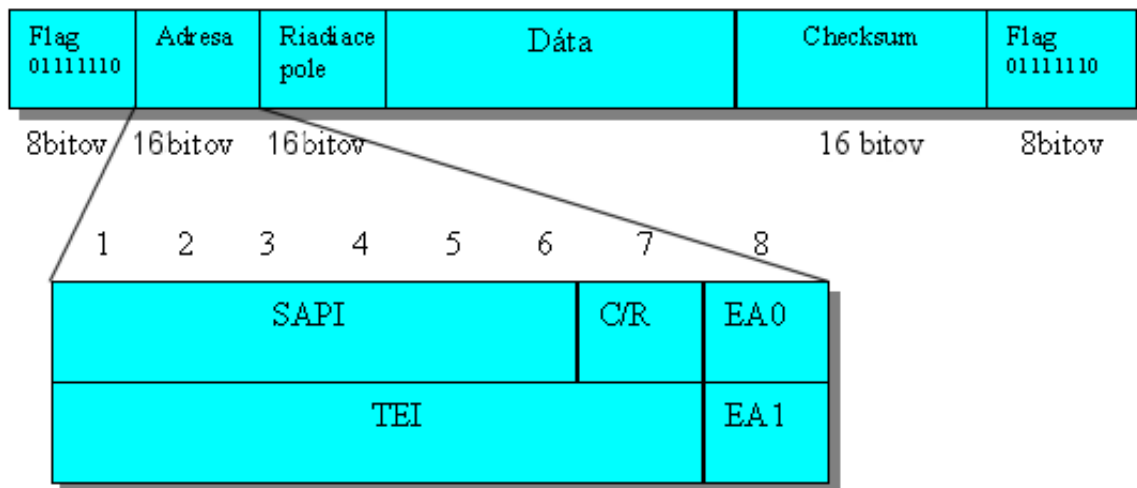 Flag
01111110
Adresa
Riadiace
pole
Dáta
Checksum
Flag
01111110
8bitov 16bitov 16bitov 16 bitov 8bitov
1 2 3 4 5 6 7 8
SAPI C/R EA0
TEI EA1